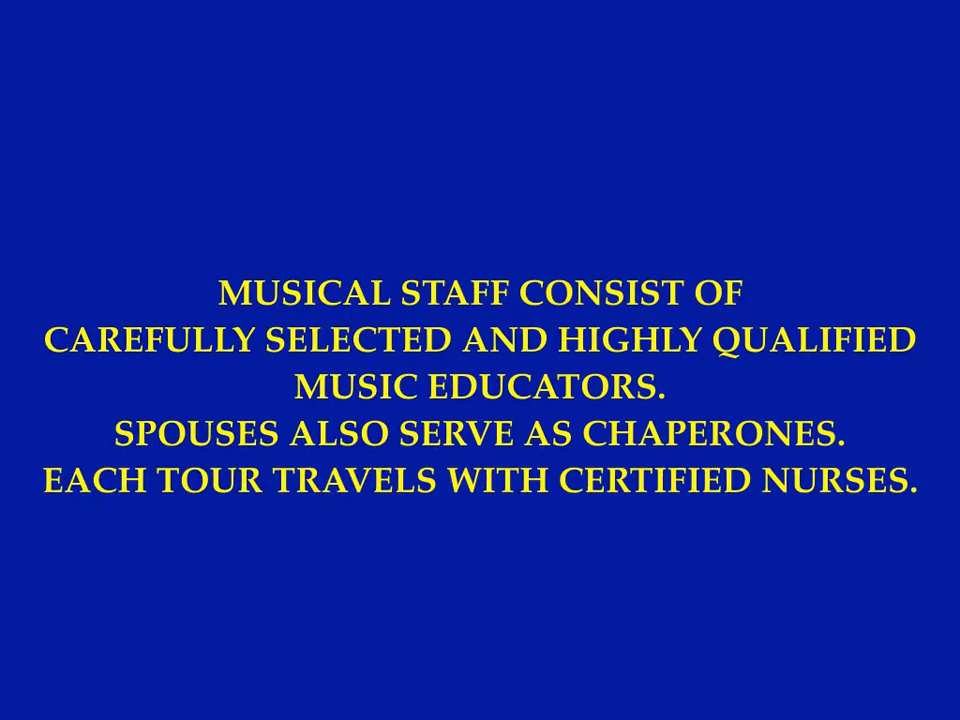 MUSICAL STAFF CONSIST OF
CAREFULLY SELECTED AND HIGHLY QUALIFIED
MUSIC EDUCATORS.
SPOUSES ALSO SERVE AS CHAPERONES.
EACH TOUR TRAVELS WITH CERTIFIED NURSES.